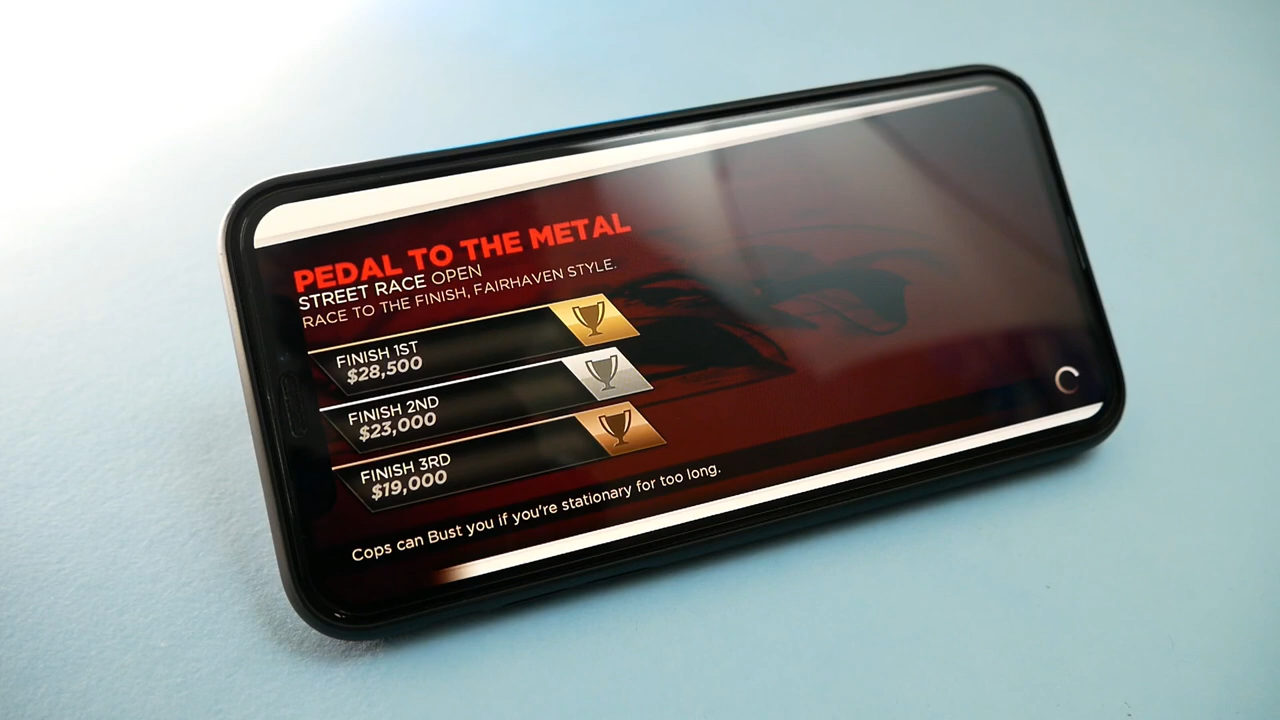 PEDAL TO THE METAL
STREET RACE OPEN
RACE TO THE FINISH, FAIRHAVEN STYLE.
FINISH 1ST
$28,500
FINISH 2ND
$23,000
FINISH 3RD
$19,000
Cops can Bust you if you're stationary for too long.